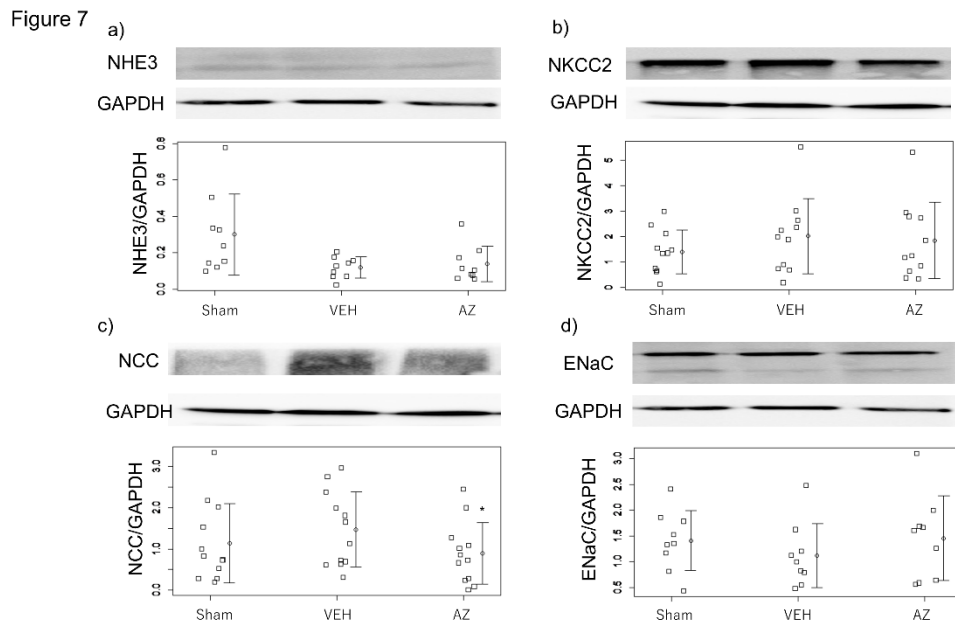 Figure 7
a)
NHE3
GAPDH
NHE3/GAPDH
0.8
0.6
0.4
0.2
0.0
Sham VEH AZ
b)
NKCC2
GAPDH
NKCC2/GAPDH
5
4
3
2
1
0
Sham VEH AZ
c)
NCC
GAPDH
NCC/GAPDH
3.0
2.0
1.0
0.0
*
Sham VEH AZ
d)
ENaC
GAPDH
ENaC/GAPDH
3.0
2.5
2.0
1.5
1.0
0.5
Sham VEH AZ